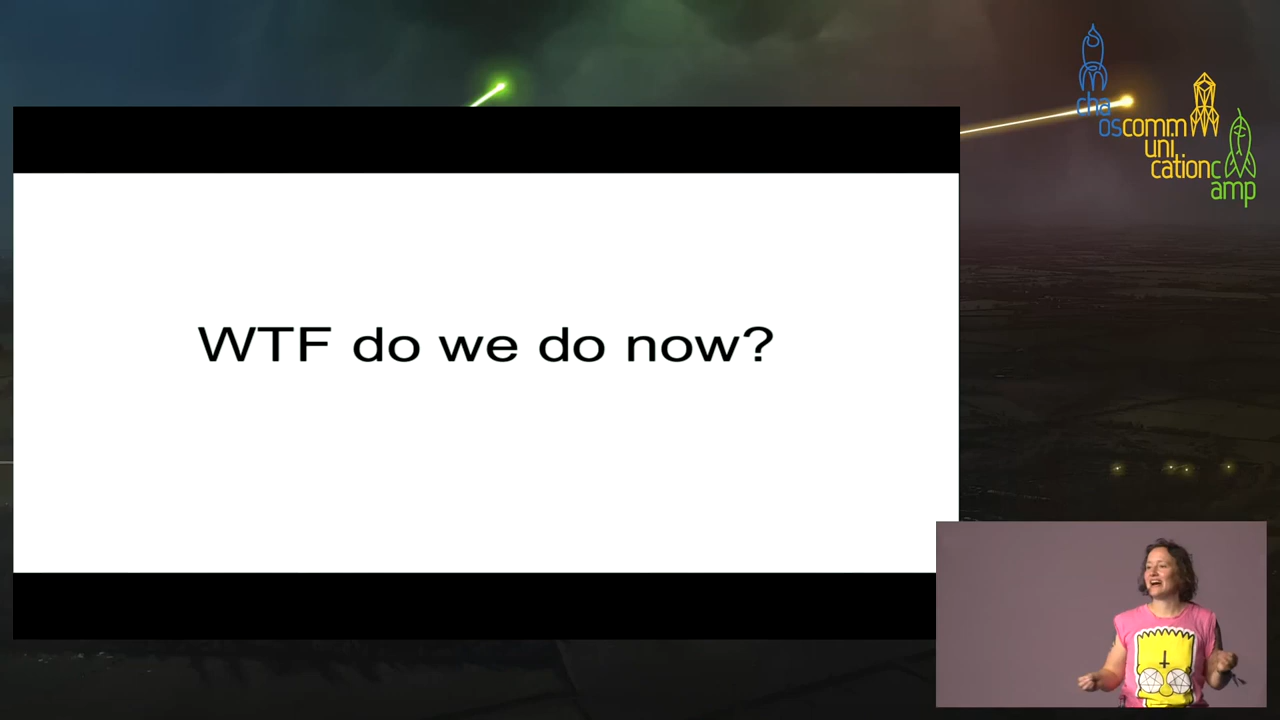 WTF do we do now?
cha
oscomm
uni
cationc
amp